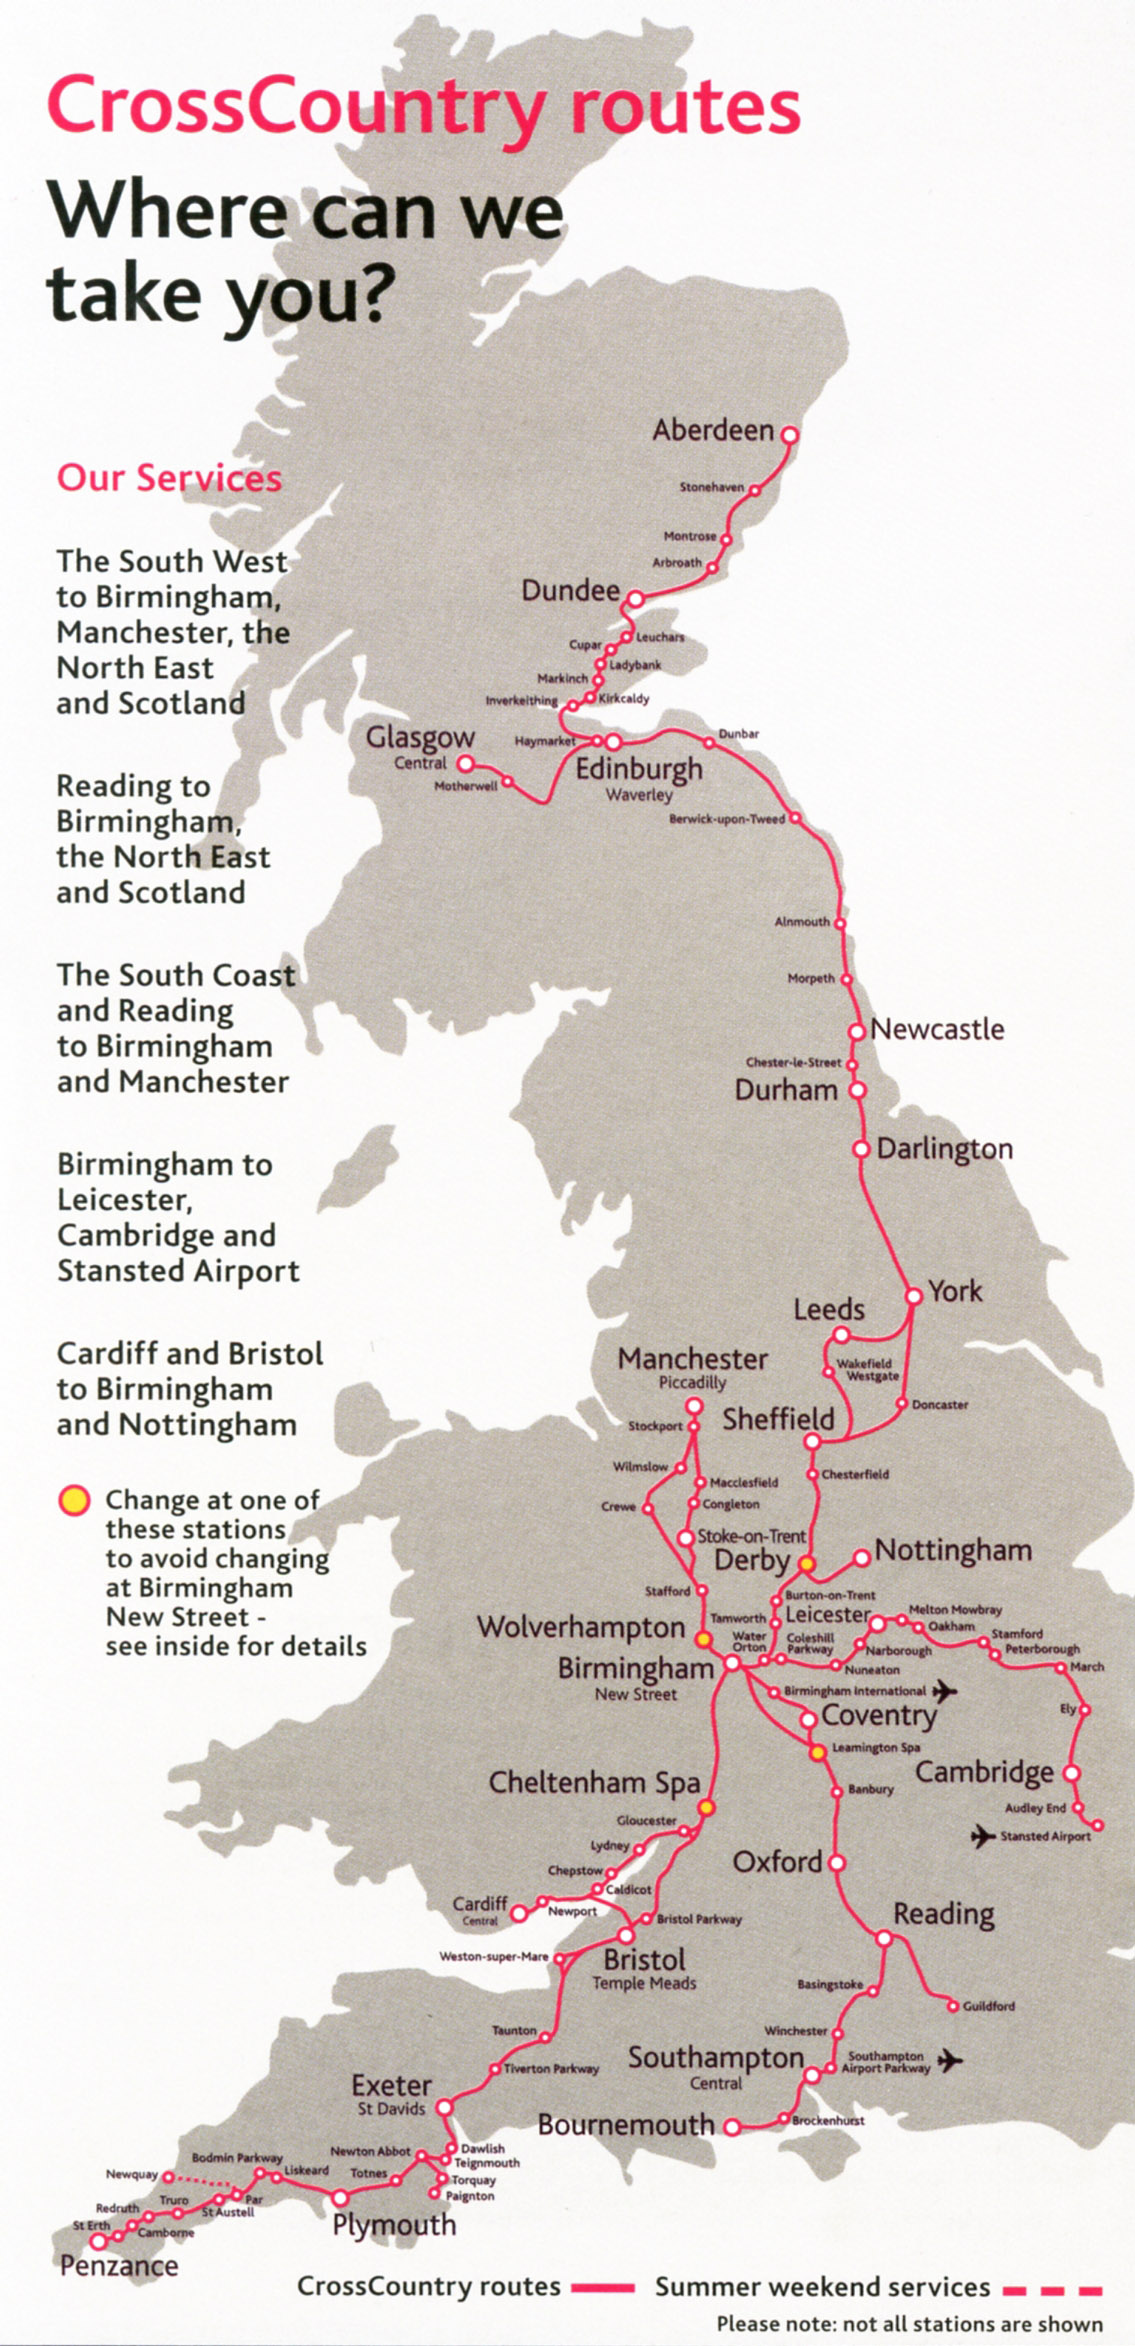 CrossCountry routes
Where can we
take you?
Our Services
The South West
to Birmingham,
Manchester, the
North East
and Scotland
Reading to
Birmingham,
the North East
and Scotland
The South Coast
and Reading
to Birmingham
and Manchester
Birmingham to
Leicester,
Cambridge and
Stansted Airport
Cardiff and Bristol
to Birmingham
and Nottingham
Change at one of
these stations
to avoid changing
at Birmingham
New Street -
see inside for details
Aberdeen
Stonehaven
Montrose
Arbroath
Dundee
Leuchars
Cupar
Ladybank
Markinch
Kirkcaldy
Inverkeithing
Haymarket
Glasgow
Central
Motherwell
Edinburgh
Waverley
Dunbar
Berwick-upon-Tweed
Alnmouth
Morpeth
Newcastle
Chester-le-Street
Durham
Darlington
York
Leeds
Wakefield
Westgate
Doncaster
Manchester
Piccadilly
Stockport
Sheffield
Wilmslow
Macclesfield
Chesterfield
Crewe
Congleton
Stoke-on-Trent
Derby
Nottingham
Stafford
Burton-on-Trent
Wolverhampton
Tamworth
Leicester
Melton Mowbray
Oakham
Stamford
Peterborough
March
Water
Orton
Coleshill
Parkway
Narborough
Nuneaton
Birmingham
New Street
Birmingham International
Coventry
Ely
Leamington Spa
Cheltenham Spa
Banbury
Cambridge
Audley End
Stansted Airport
Gloucester
Lydney
Chepstow
Caldicot
Oxford
Cardiff
Central
Newport
Bristol Parkway
Reading
Weston-super-Mare
Bristol
Temple Meads
Basingstoke
Guildford
Taunton
Winchester
Tiverton Parkway
Southampton
Central
Southampton
Airport Parkway
Exeter
St Davids
Bournemouth
Brockenhurst
Dawlish
Newton Abbot
Teignmouth
Bodmin Parkway
Liskeard
Totnes
Torquay
Newquay
Paignton
Par
Truro
St Austell
Redruth
Plymouth
St Erth
Camborne
Penzance
CrossCountry routes
Summer weekend services
Please note: not all stations are shown